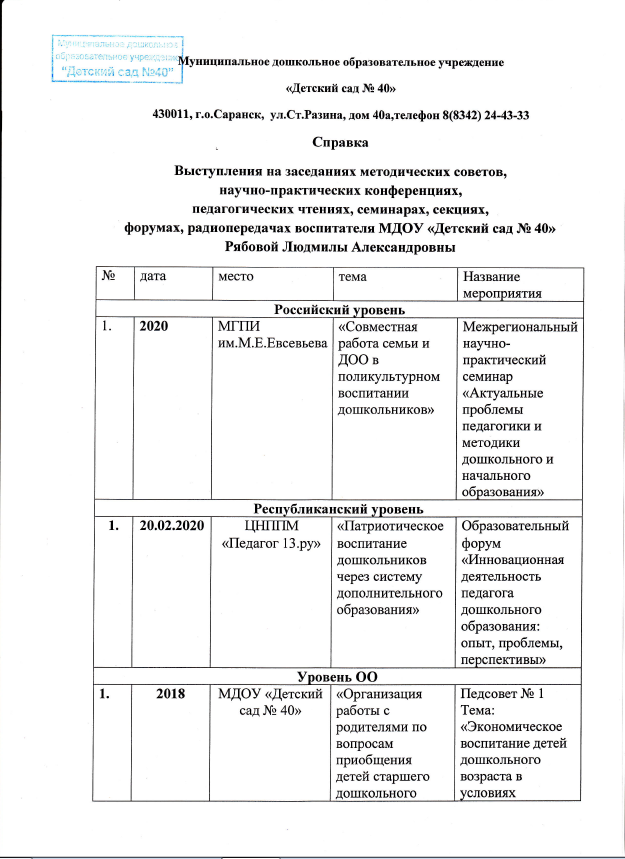 Муниципальное дошкольное
образовательное учреждение
"Детский сад №40"
Муниципальное дошкольное образовательное учреждение
«Детский сад № 40»
430011, г.о.Саранск, ул.Ст.Разина, дом 40а,телефон 8(8342) 24-43-33
Справка
Выступления на заседаниях методических советов,
научно-практических конференциях,
педагогических чтениях, семинарах, секциях,
форумах, радиопередачах воспитателя МДОУ «Детский сад № 40»
Рябовой Людмилы Александровны
№ дата место тема Название
мероприятия
Российский уровень
1. 2020 МГПИ
им.М.Е.Евсевьева
«Совместная
работа семьи и
ДОО в
поликультурном
воспитании
дошкольников»
Межрегиональный
научно-
практический
семинар
«Актуальные
проблемы
педагогики и
методики
дошкольного и
начального
образования»
Республиканский уровень
1. 20.02.2020 ЦНППМ
«Педагог 13.ру»
«Патриотическое
воспитание
дошкольников
через систему
дополнительного
образования»
Образовательный
форум
«Инновационная
деятельность
педагога
дошкольного
образования:
опыт, проблемы,
перспективы»
Уровень ОО
1. 2018 МДОУ «Детский
сад № 40»
«Организация
работы с
родителями по
вопросам
приобщения
детей старшего
дошкольного
Педсовет № 1
Тема:
«Экономическое
воспитание детей
дошкольного
возраста в
условиях